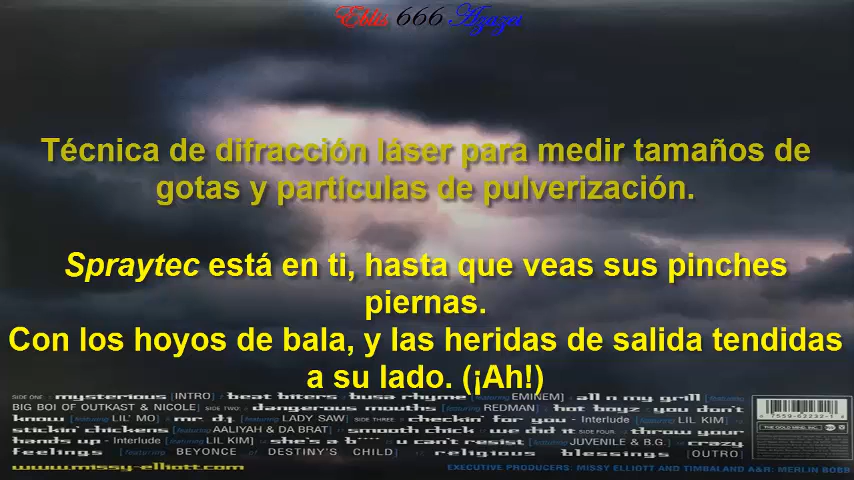 Eblis 666 Azazu
Técnica de difracción láser para medir tamaños de
gotas y partículas de pulverización.
Spraytec está en ti, hasta que veas sus pinches
piernas.
Con los hoyos de bala, y las heridas de salida tendidas
a su lado. (¡Ah!)
SIDE ONE: mysterious [INTRO] beat biters busa rhyme [featuring EMINEM] all n my grill [featuring
BIG BOI OF OUTKAST & NICOLE] SIDE TWO: dangerous mouths [featuring REDMAN] hot boyz you don't
know [featuring LIL' MO] mr. dj [featuring LADY SAW] SIDE THREE checkin' for you - Interlude [featuring LIL KIM]
stickin' chickens [featuring AALIYAH & DA BRAT] smooth chick we did it SIDE FOUR throw your
hands up - Interlude [featuring LIL KIM] she's a b**** u can't resist [featuring JUVENILE & B.G.] crazy
feelings [featuring BEYONCE of DESTINY'S CHILD] religious blessings [OUTRO]
www.missy-elliott.com EXECUTIVE PRODUCERS: MISSY ELLIOTT AND TIMBALAND A&R: MERLIN BOBB